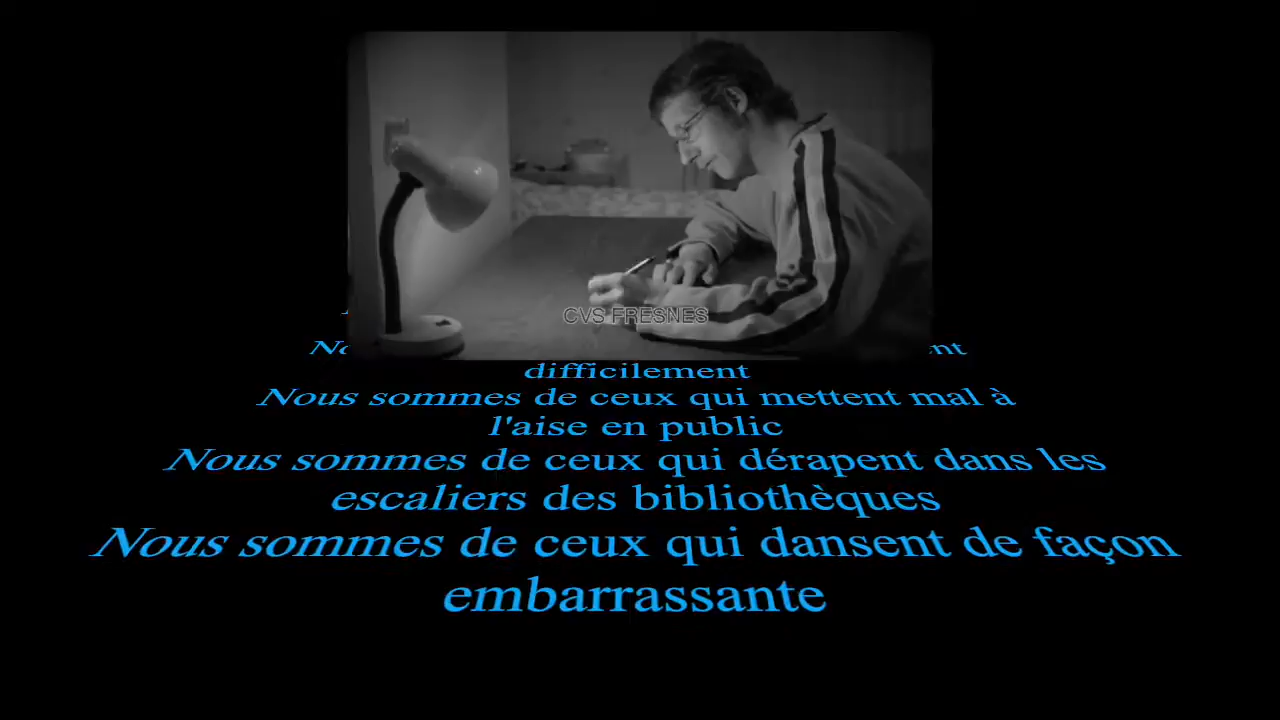 CVS FRESNES
difficilement
Nous sommes de ceux qui mettent mal à
l'aise en public
Nous sommes de ceux qui dérapent dans les
escaliers des bibliothèques
Nous sommes de ceux qui dansent de façon
embarrassante